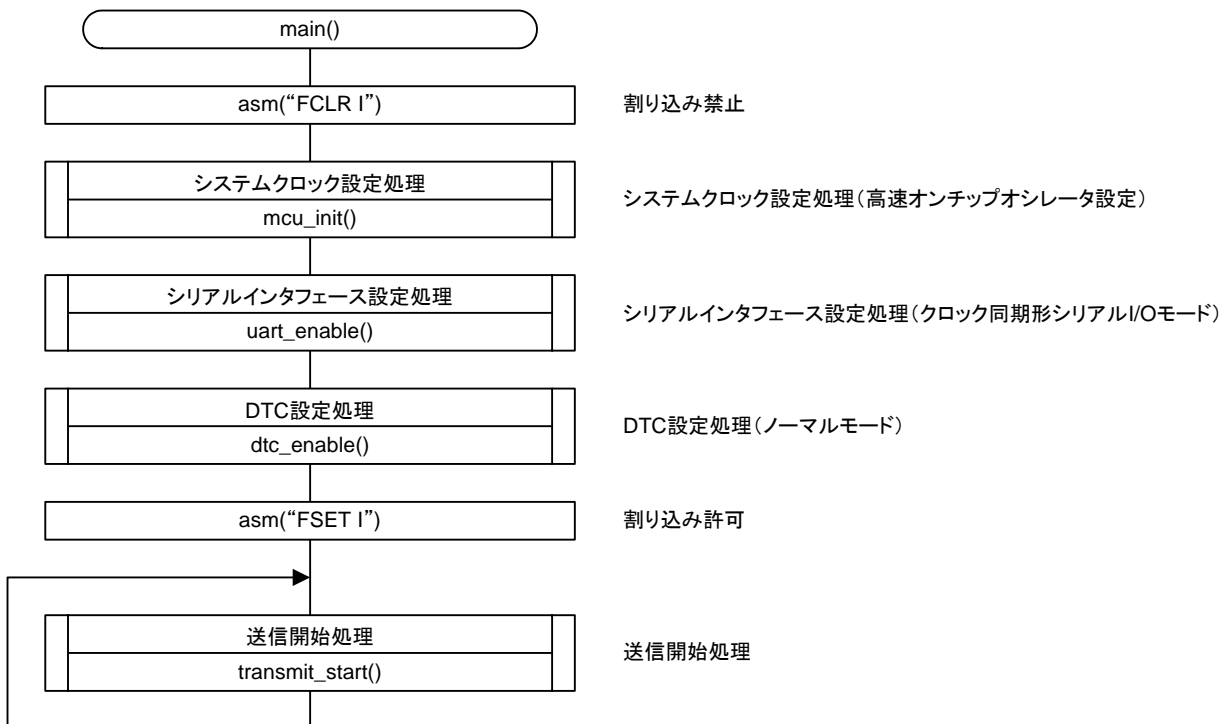 main()
asm(“FCLR I”)
割り込み禁止
システムクロック設定処理
mcu_init()
システムクロック設定処理(高速オンチップオシレータ設定)
シリアルインタフェース設定処理
uart_enable()
シリアルインタフェース設定処理(クロック同期形シリアルI/Oモード)
DTC設定処理
dtc_enable()
DTC設定処理(ノーマルモード)
asm(“FSET I”)
割り込み許可
送信開始処理
transmit_start()
送信開始処理